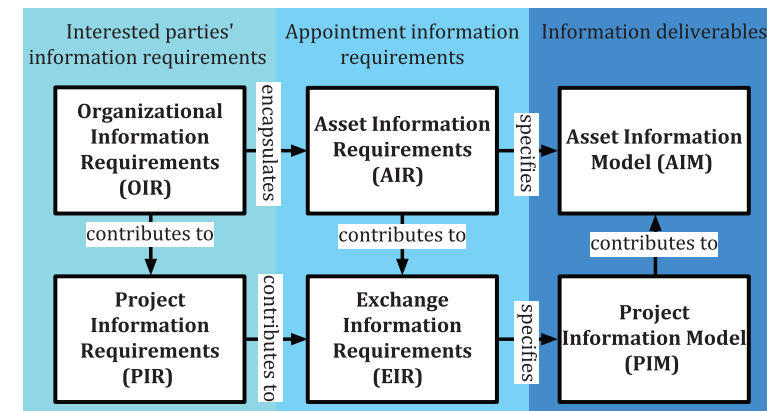 Interested parties'
information requirements
Appointment information
requirements
Information deliverables
Organizational
Information
Requirements
(OIR)
encapsulates
Asset Information
Requirements
(AIR)
specifies
Asset Information
Model (AIM)
contributes to
contributes to
contributes to
Project
Information
Requirements
(PIR)
contributes to
Exchange
Information
Requirements
(EIR)
specifies
Project
Information Model
(PIM)